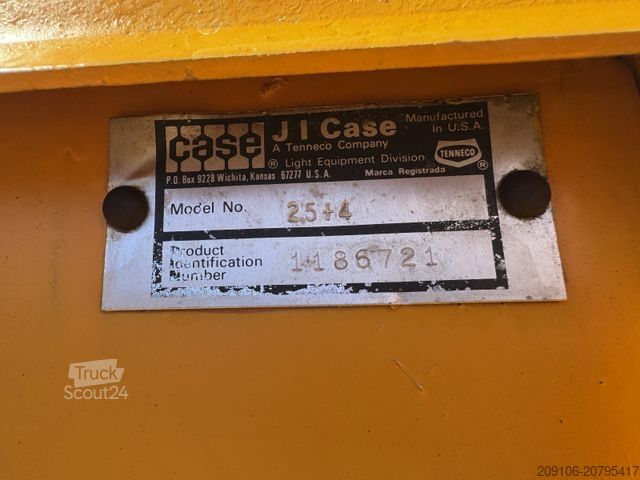 case
J I Case
A Tenneco Company
® Light Equipment Division
Manufactured
In U.S.A.
TENNECO ®
P.O. Box 9228 Wichita, Kansas 67277 U.S.A.
Marca Registrada
Model No. 25+4
Product
Identification
Number
1186721
Truck
Scout24
209106-20795417